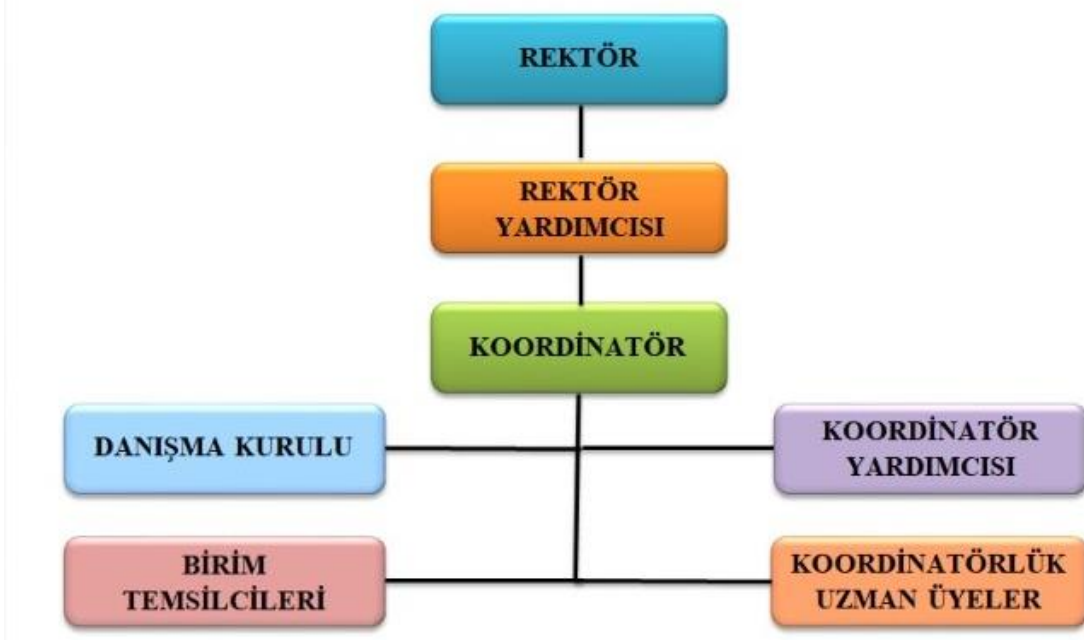 REKTÖR
REKTÖR
YARDIMCISI
KOORDİNATÖR
DANIŞMA KURULU
KOORDİNATÖR
YARDIMCISI
BİRİM
TEMSİLCİLERİ
KOORDİNATÖRLÜK
UZMAN ÜYELER